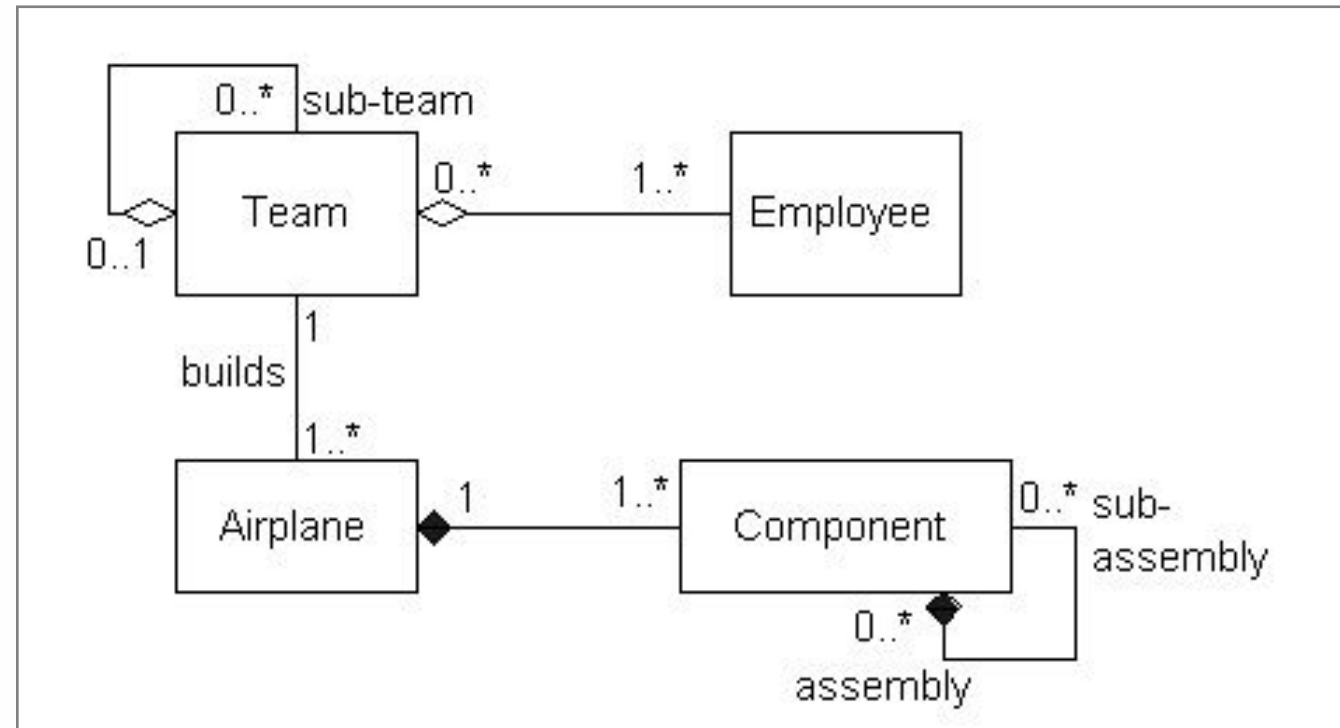 0..* sub-team
0..* 1..*
Team Employee
0..1
1
builds
1..*
1 1..* 0..* sub-
Airplane Component
assembly
0..*
assembly